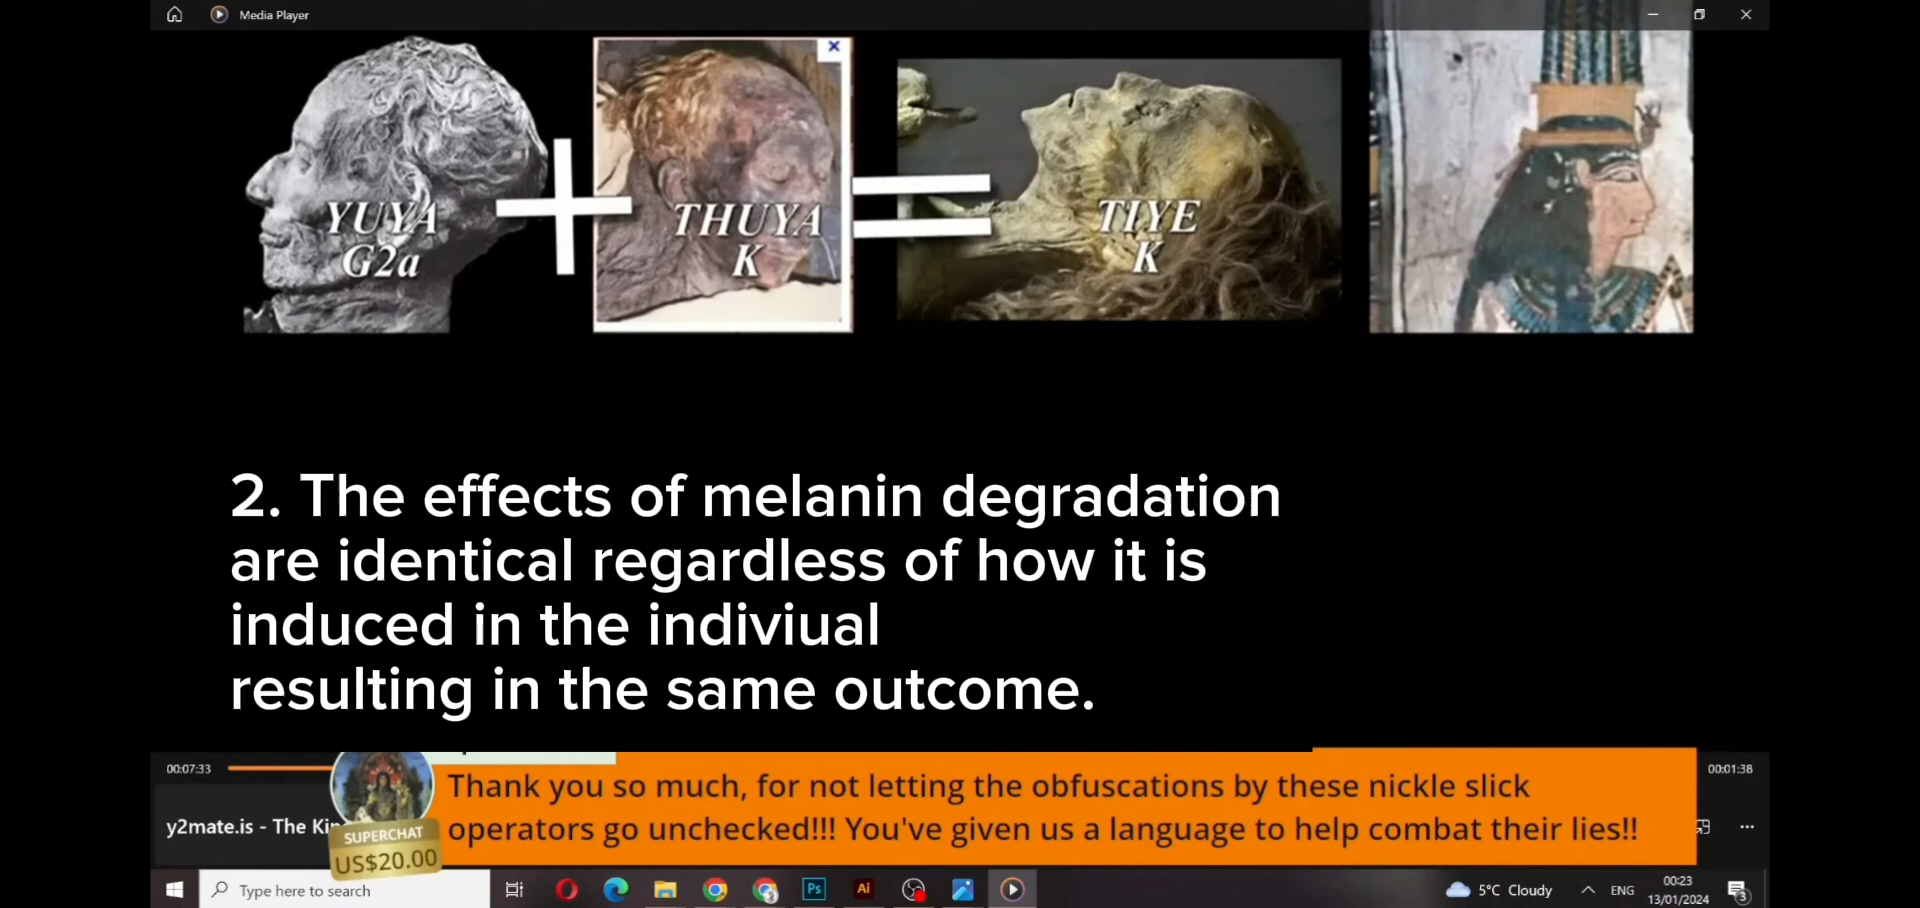 Media Player
YUYA
G2a
THUYA
K
TIYE
K
2. The effects of melanin degradation
are identical regardless of how it is
induced in the indiviual
resulting in the same outcome.
00:07:33
00:01:38
Thank you so much, for not letting the obfuscations by these nickle slick
operators go unchecked!!! You've given us a language to help combat their lies!!
y2mate.is - The Kin
SUPERCHAT
US$20.00
Type here to search
Ps
Ai
5°C Cloudy
ENG
00:23
13/01/2024
3